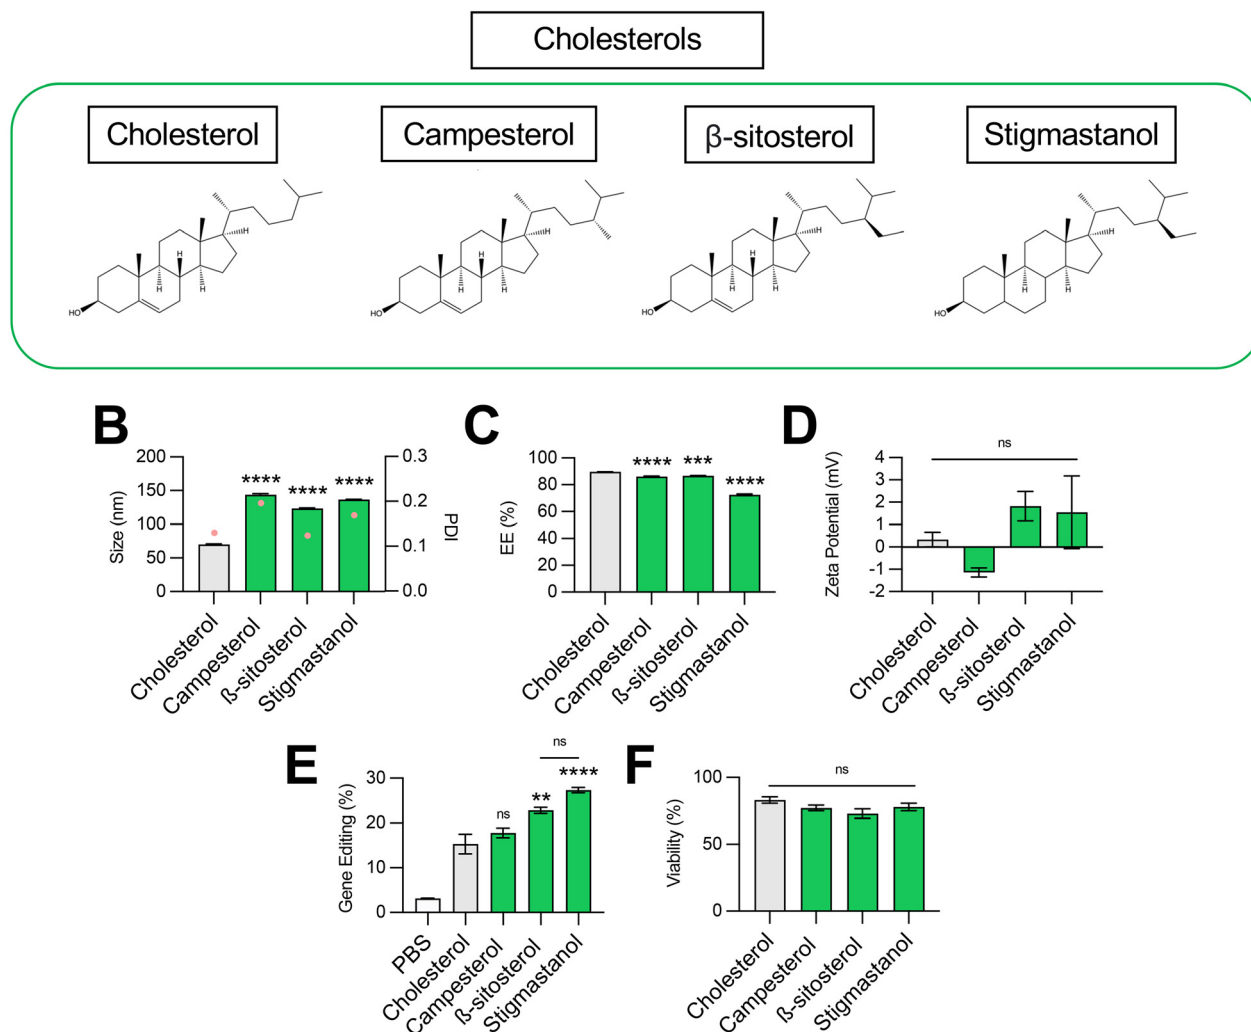 Cholesterols
Cholesterol Campesterol β-sitosterol Stigmastanol
H H H H
H H H H
H H H H
H H H
HO HO HO HO
B
Size (nm)
200
150
100
50
0
**** **** ****
0.3
0.2
0.1
0.0
PDI
Cholesterol
Campesterol
ß-sitosterol
Stigmastanol
C
EE (%)
100
80
60
40
20
0
**** *** ****
Cholesterol
Campesterol
ß-sitosterol
Stigmastanol
D
Zeta Potential (mV)
4
3
2
1
0
-1
-2
ns
Cholesterol
Campesterol
ß-sitosterol
Stigmastanol
E
Gene Editing (%)
30
20
10
0
ns
ns ** ****
PBS
Cholesterol
Campesterol
ß-sitosterol
Stigmastanol
F
Viability (%)
100
50
0
ns
Cholesterol
Campesterol
ß-sitosterol
Stigmastanol